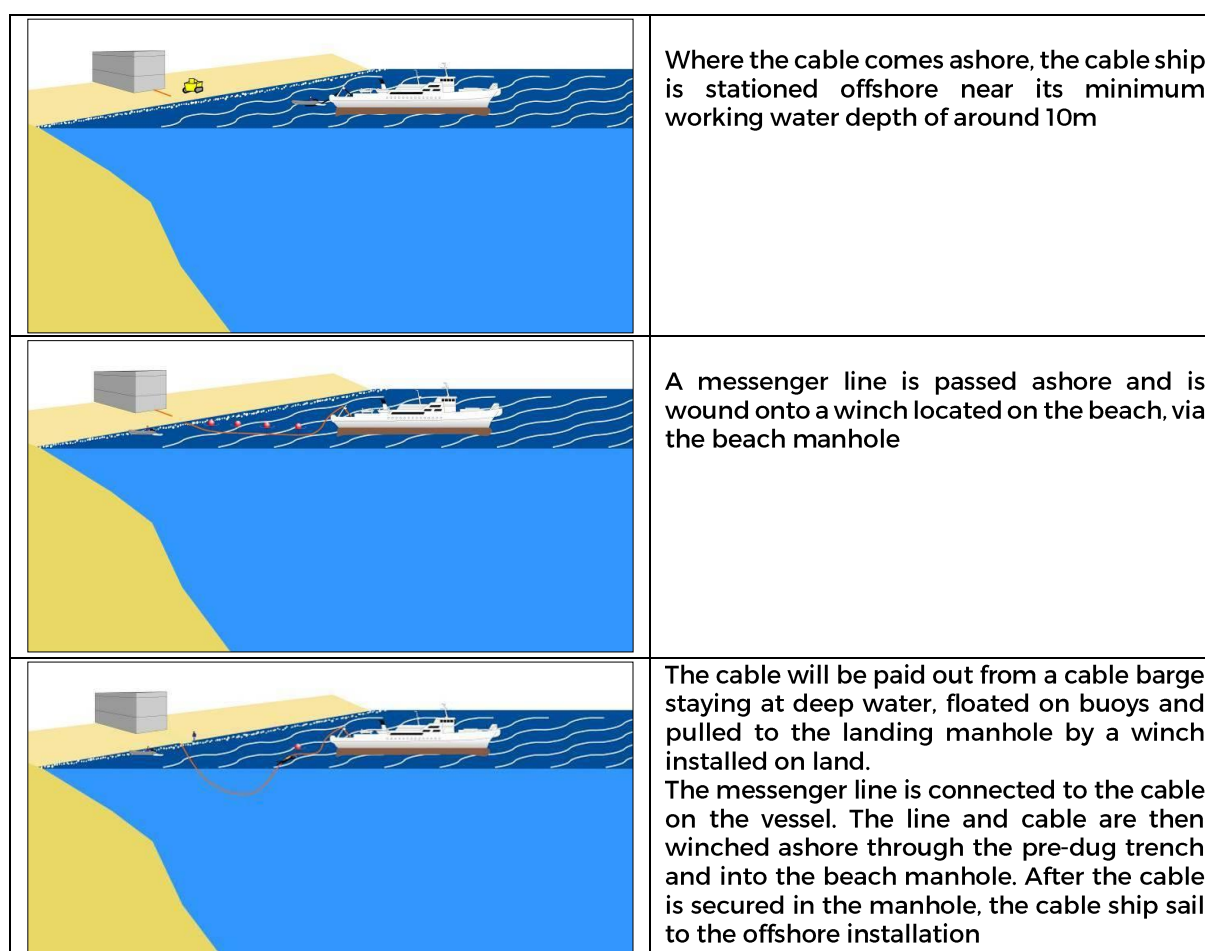 Where the cable comes ashore, the cable ship
is stationed offshore near its minimum
working water depth of around 10m
A messenger line is passed ashore and is
wound onto a winch located on the beach, via
the beach manhole
The cable will be paid out from a cable barge
staying at deep water, floated on buoys and
pulled to the landing manhole by a winch
installed on land.
The messenger line is connected to the cable
on the vessel. The line and cable are then
winched ashore through the pre-dug trench
and into the beach manhole. After the cable
is secured in the manhole, the cable ship sail
to the offshore installation